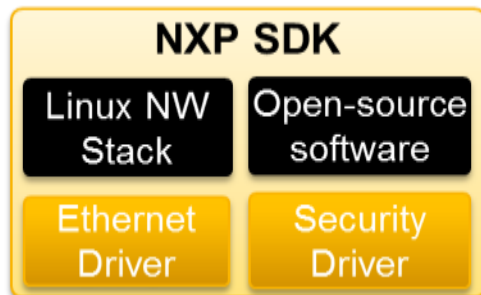 NXP SDK
Linux NW
Stack
Open-source
software
Ethernet
Driver
Security
Driver